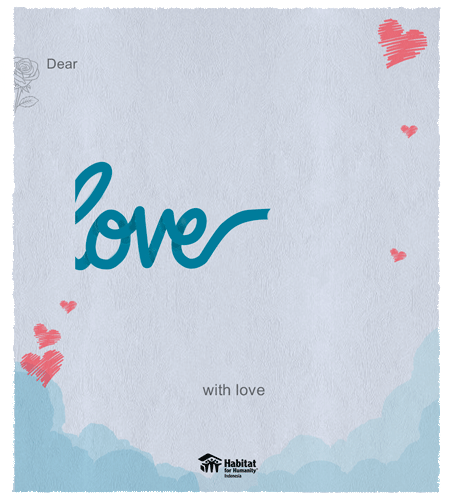 Dear
love
with love
Habitat
for Humanity®
Indonesia